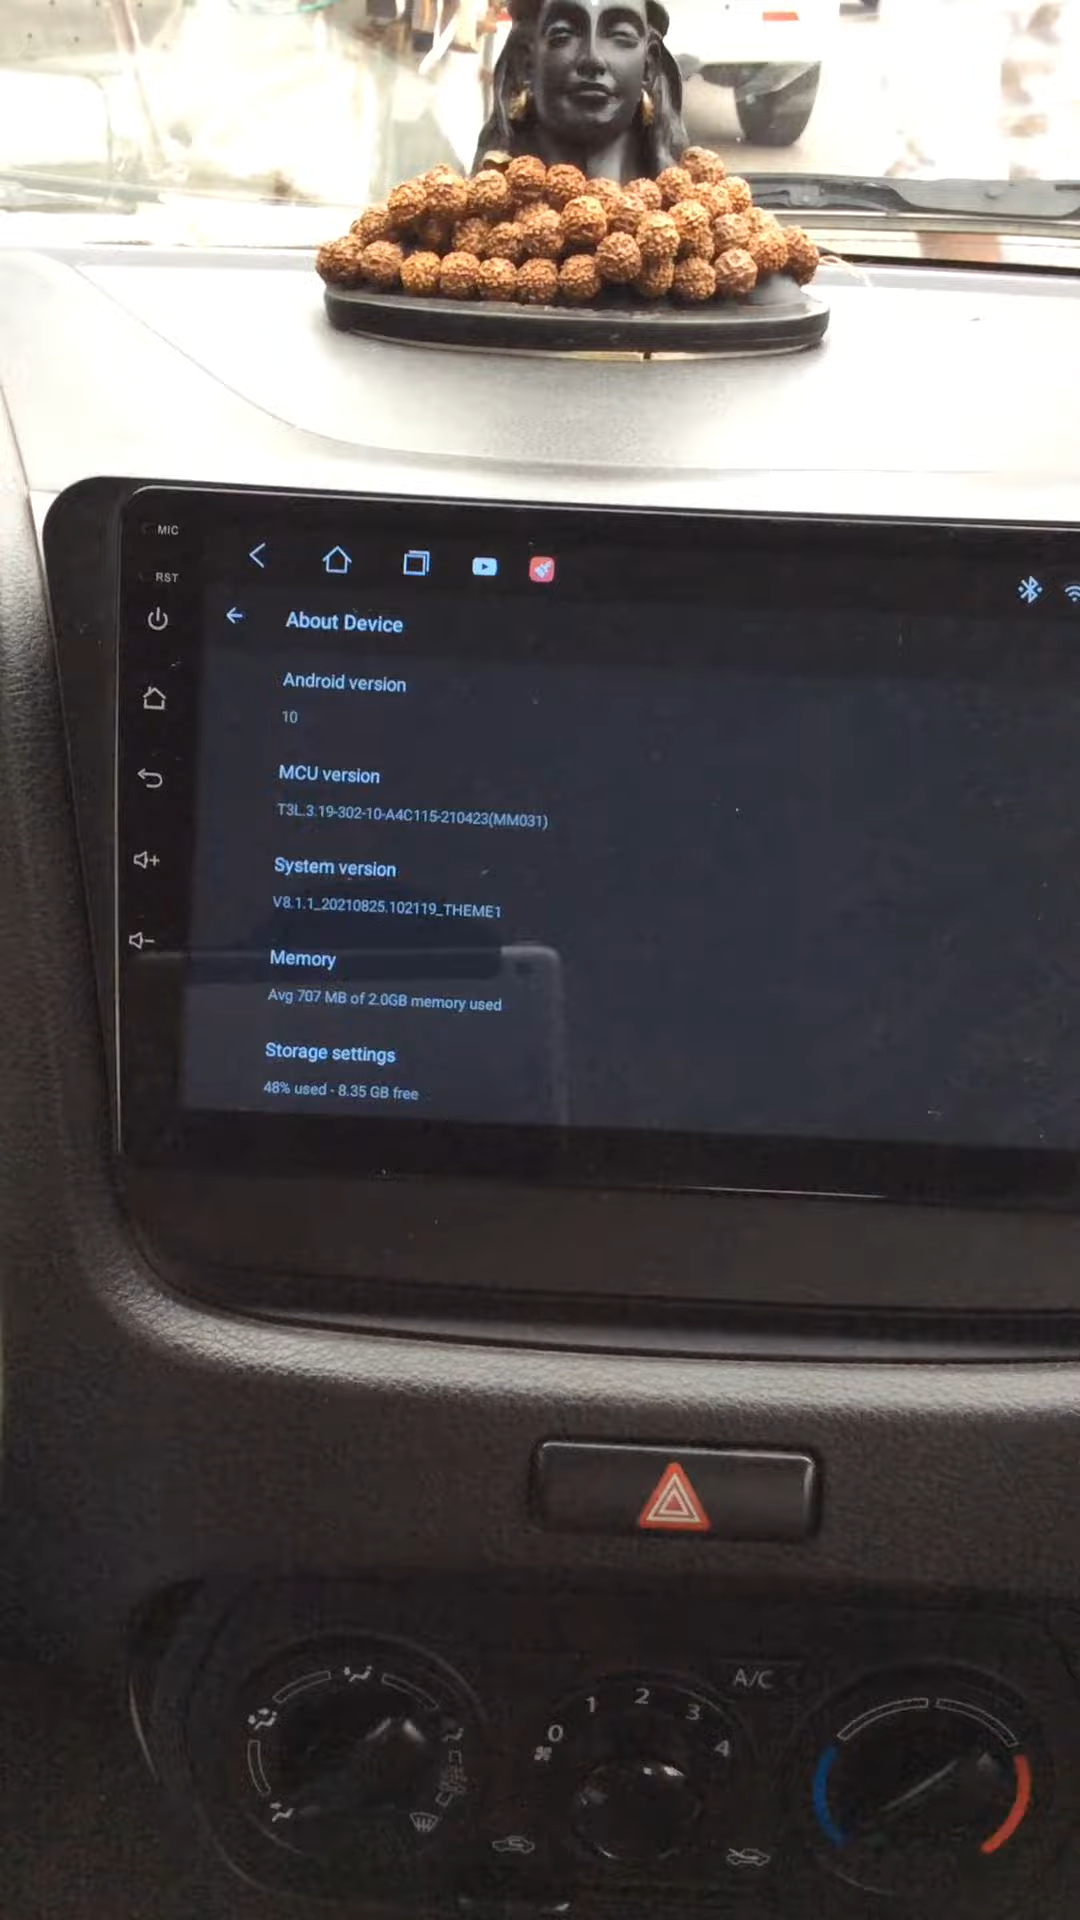 MIC
RST
About Device
Android version
10
MCU version
T3L.3.19-302-10-A4C115-210423(MM031)
System version
V8.1.1_20210825.102119_THEME1
Memory
Avg 707 MB of 2.0GB memory used
Storage settings
48% used - 8.35 GB free
A/C
0 1 2 3 4